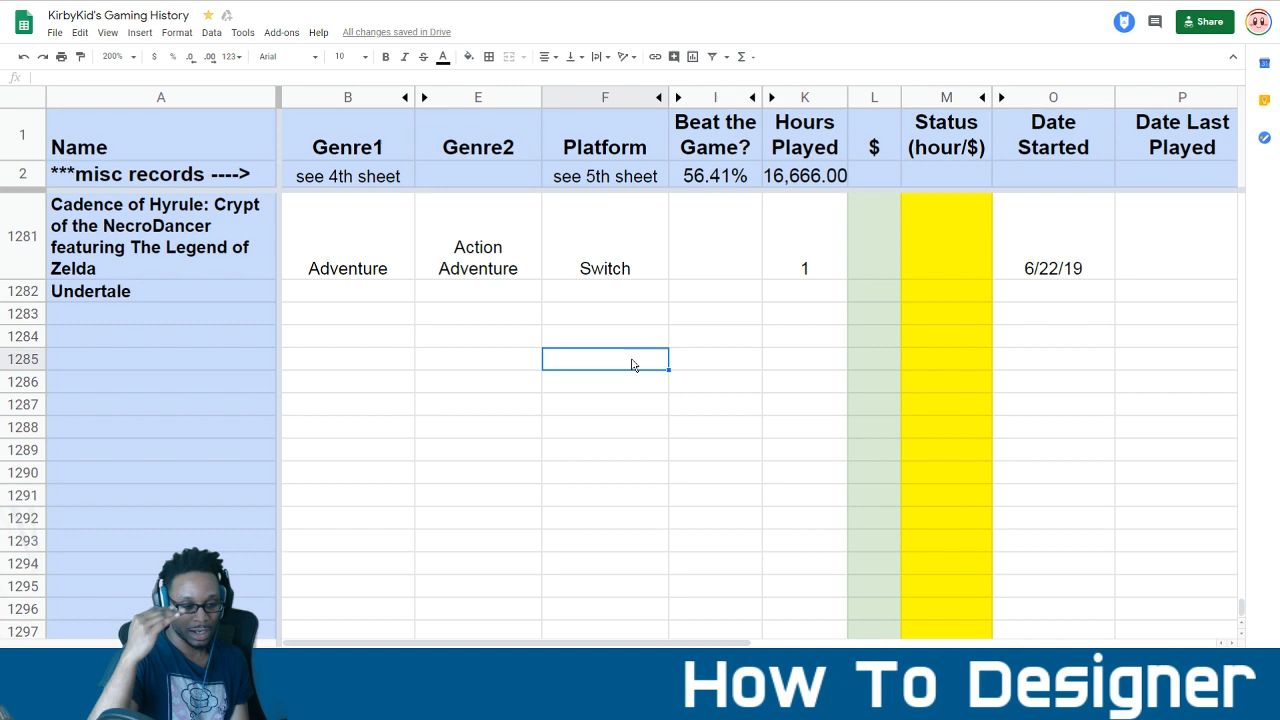 KirbyKid's Gaming History
File Edit View Insert Format Data Tools Add-ons Help All changes saved in Drive
Share
200% $ % .0 .00 123 Arial 10 B I S A
fx
A B E F I K L M O P
1 Name Genre1 Genre2 Platform Beat the Game? Hours Played $ Status (hour/$) Date Started Date Last Played
2 ***misc records ----> see 4th sheet see 5th sheet 56.41% 16,666.00
Cadence of Hyrule: Crypt
of the NecroDancer
featuring The Legend of
Zelda
1281 Adventure Action Adventure Switch 1 6/22/19
1282 Undertale
1283
1284
1285
1286
1287
1288
1289
1290
1291
1292
1293
1294
1295
1296
1297
How To Designer